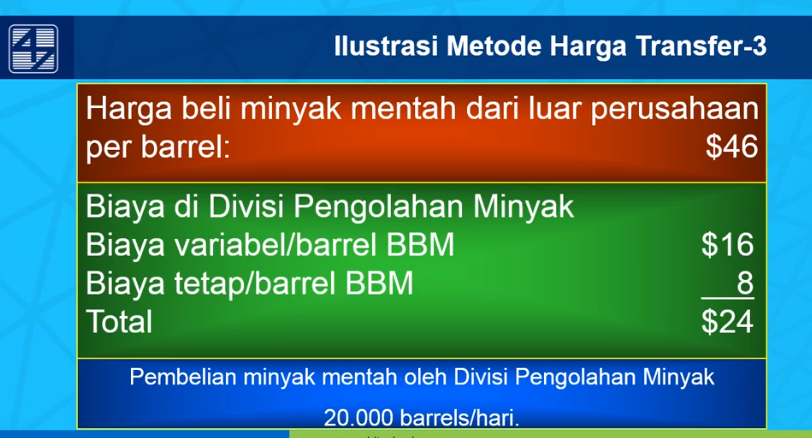 Ilustrasi Metode Harga Transfer-3
Harga beli minyak mentah dari luar perusahaan
per barrel: $46
Biaya di Divisi Pengolahan Minyak
Biaya variabel/barrel BBM $16
Biaya tetap/barrel BBM 8
Total $24
Pembelian minyak mentah oleh Divisi Pengolahan Minyak
20.000 barrels/hari.